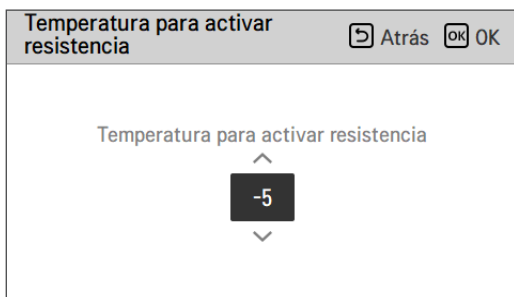 Temperatura para activar
resistencia
Atrás OK OK
Temperatura para activar resistencia
-5